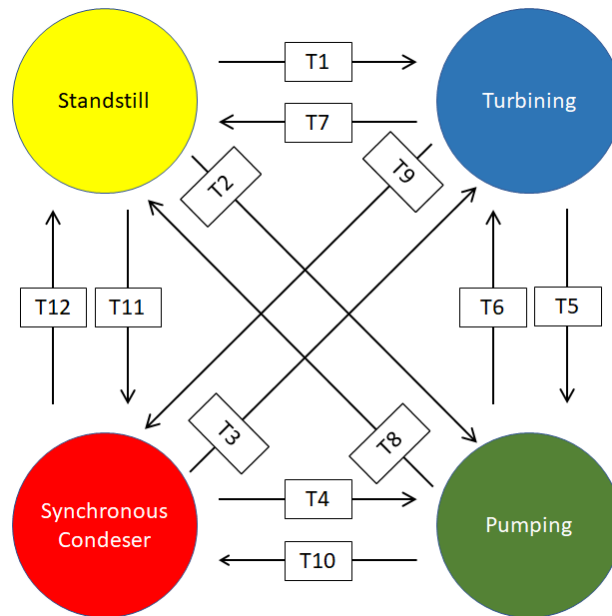 T1
Standstill
Turbining
T7
T2
T9
T12
T11
T6
T5
T3
T8
T4
Synchronous
Condeser
Pumping
T10